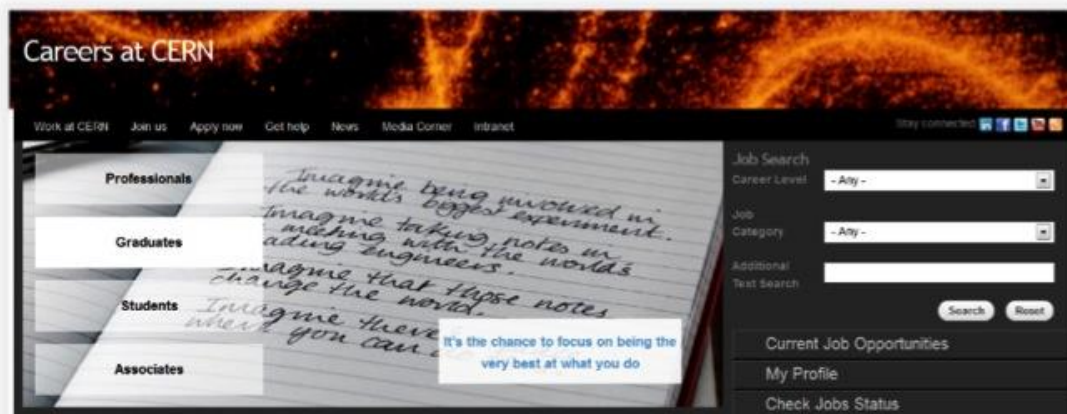 Careers at CERN
Work at CERN Join us Apply now Get help News Media Corner Intranet
Stay connected
Professionals
Graduates
Students
Associates
Imagine being involved in
the world's biggest experiment.
Imagine taking notes in
meeting with the world's
leading engineers.
Imagine that those notes
change the world.
Imagine there
where you can
It's the chance to focus on being the
very best at what you do
Job Search
Career Level
- Any -
Job
Category
- Any -
Additional
Text Search
Search Reset
Current Job Opportunities
My Profile
Check Jobs Status